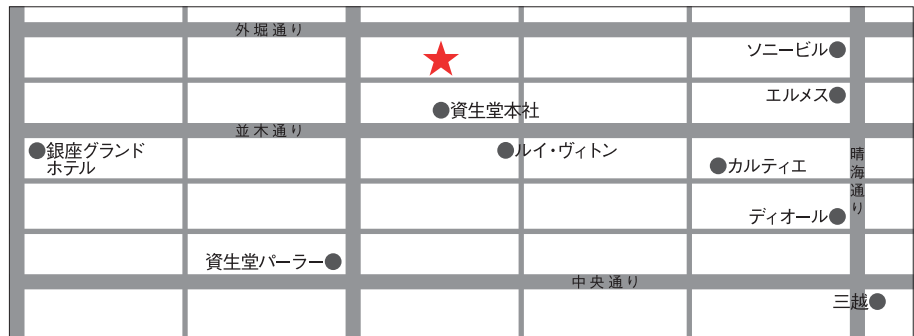 外堀通り
ソニービル
エルメス
資生堂本社
並木通り
銀座グランド
ホテル
ルイ・ヴィトン
カルティエ
晴海通り
ディオール
資生堂パーラー
中央通り
三越